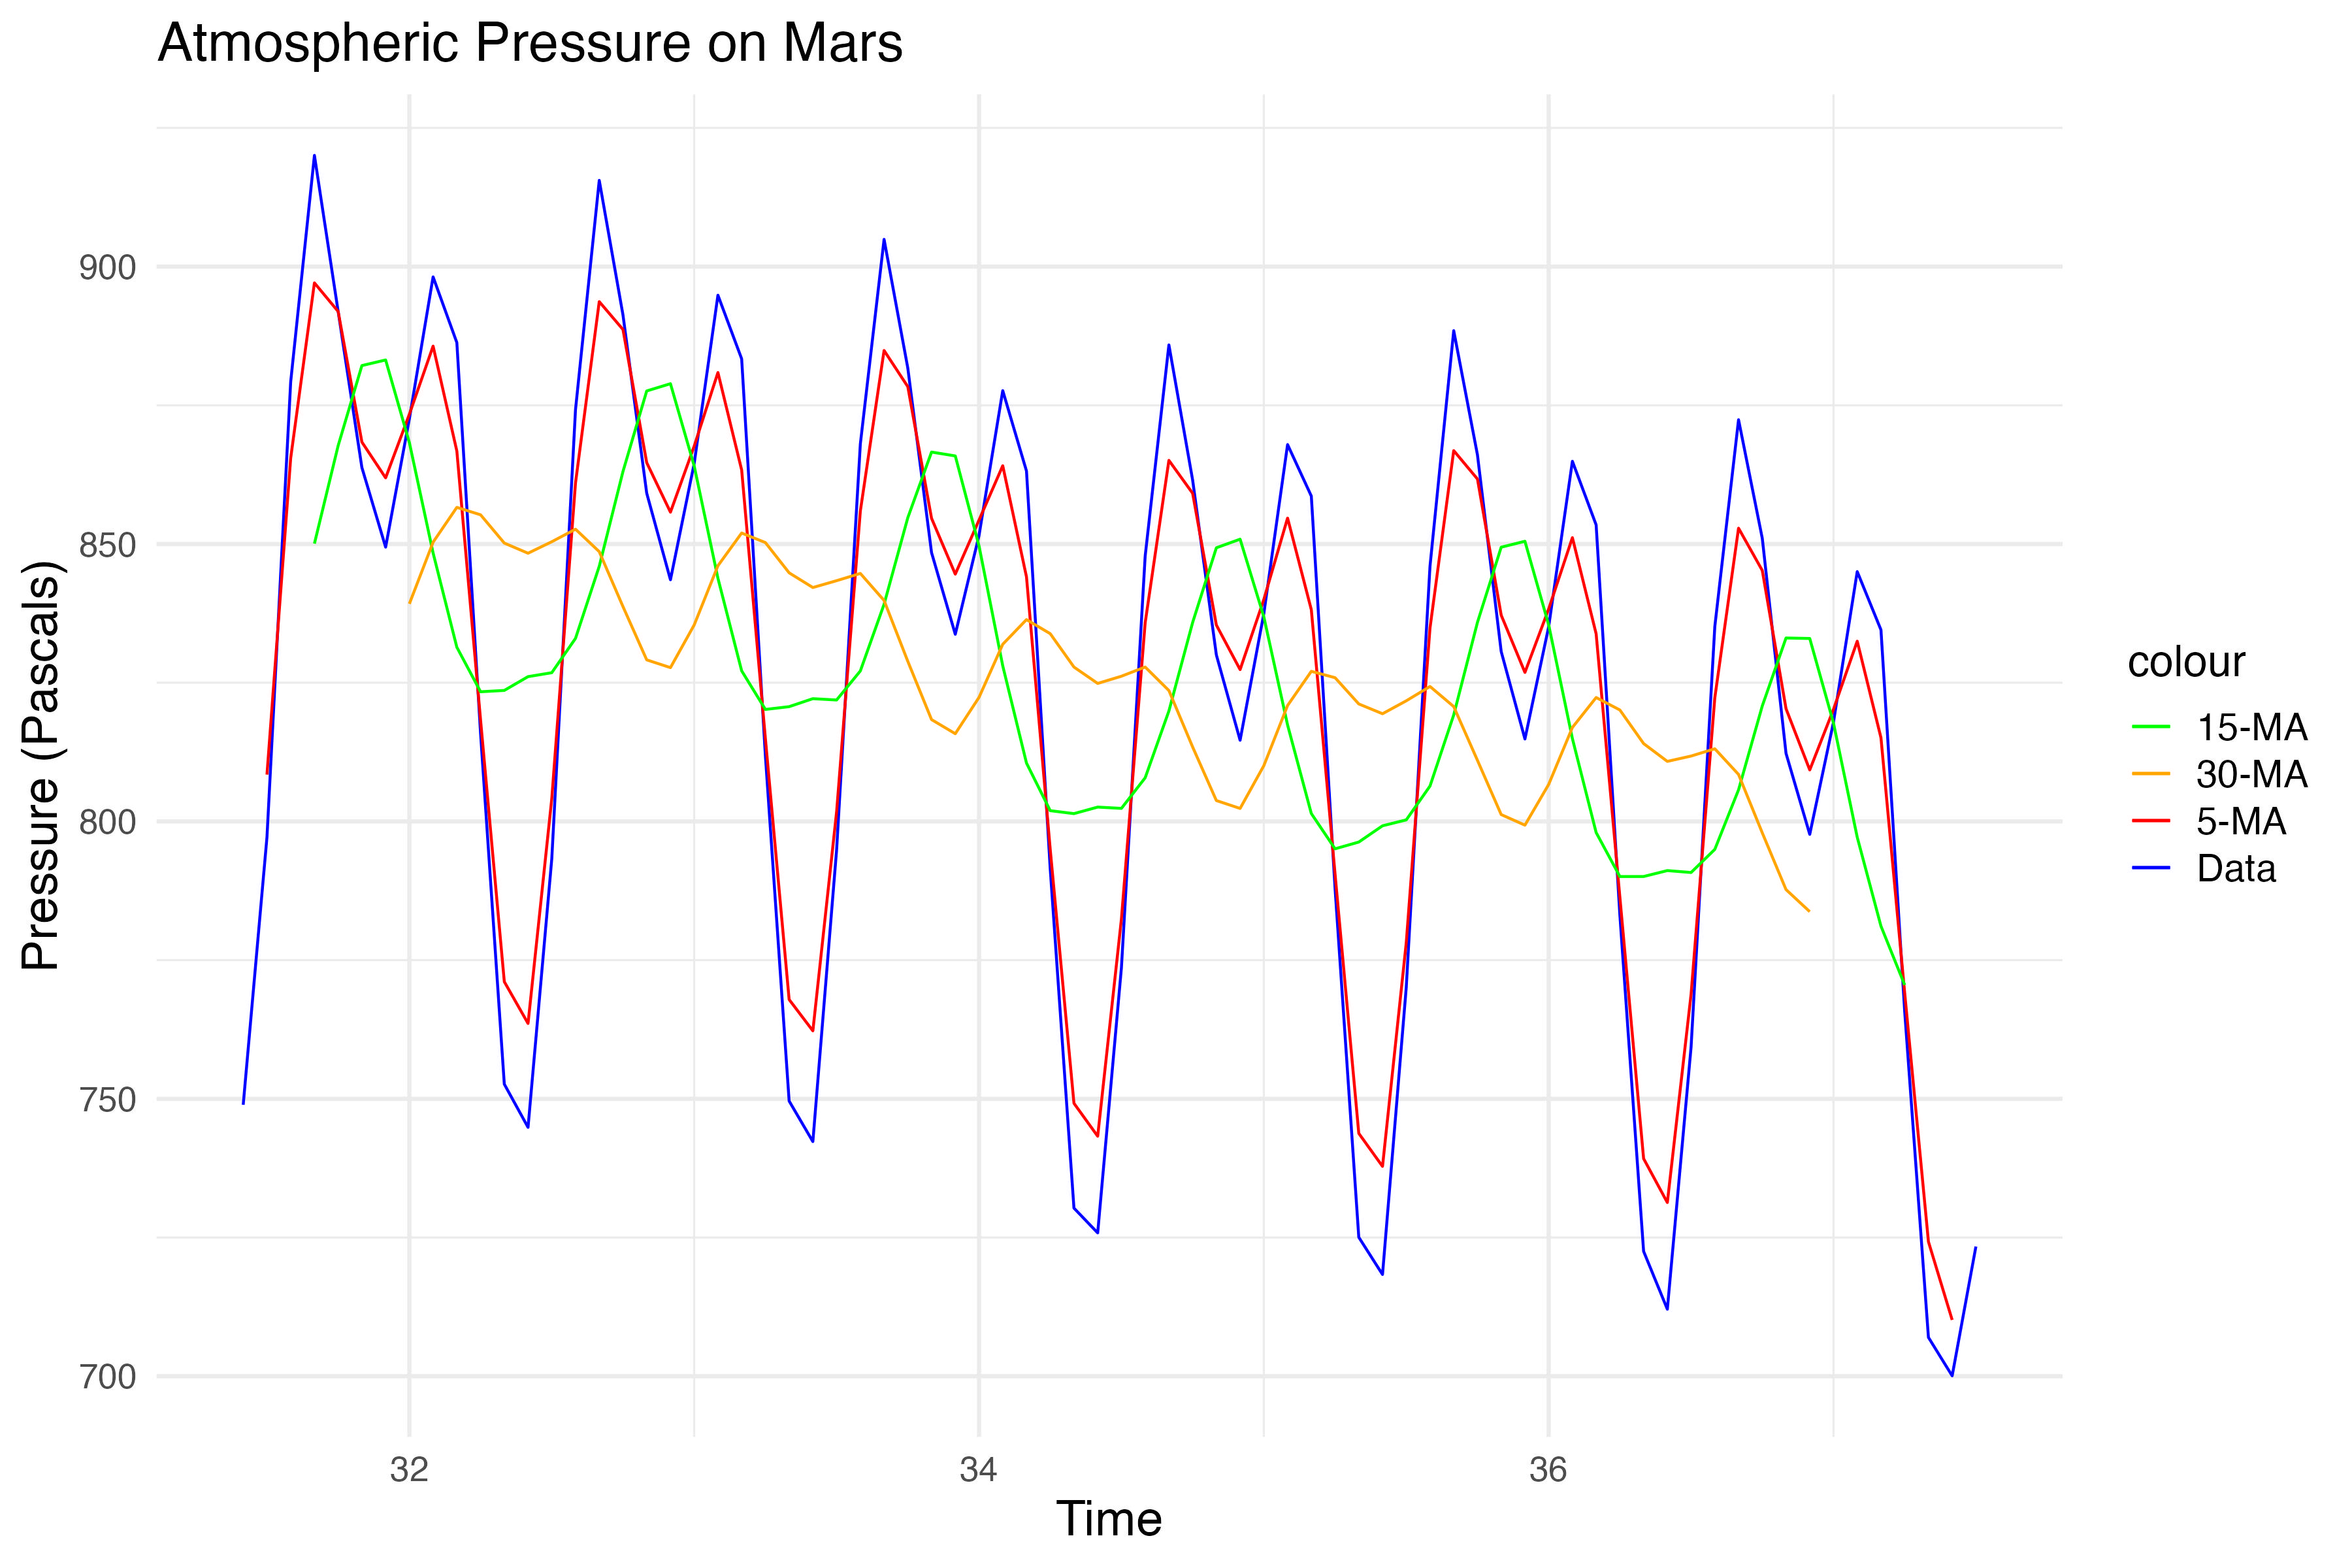 Atmospheric Pressure on Mars
Pressure (Pascals)
900
850
800
750
700
32
34
36
Time
colour
15-MA
30-MA
5-MA
Data